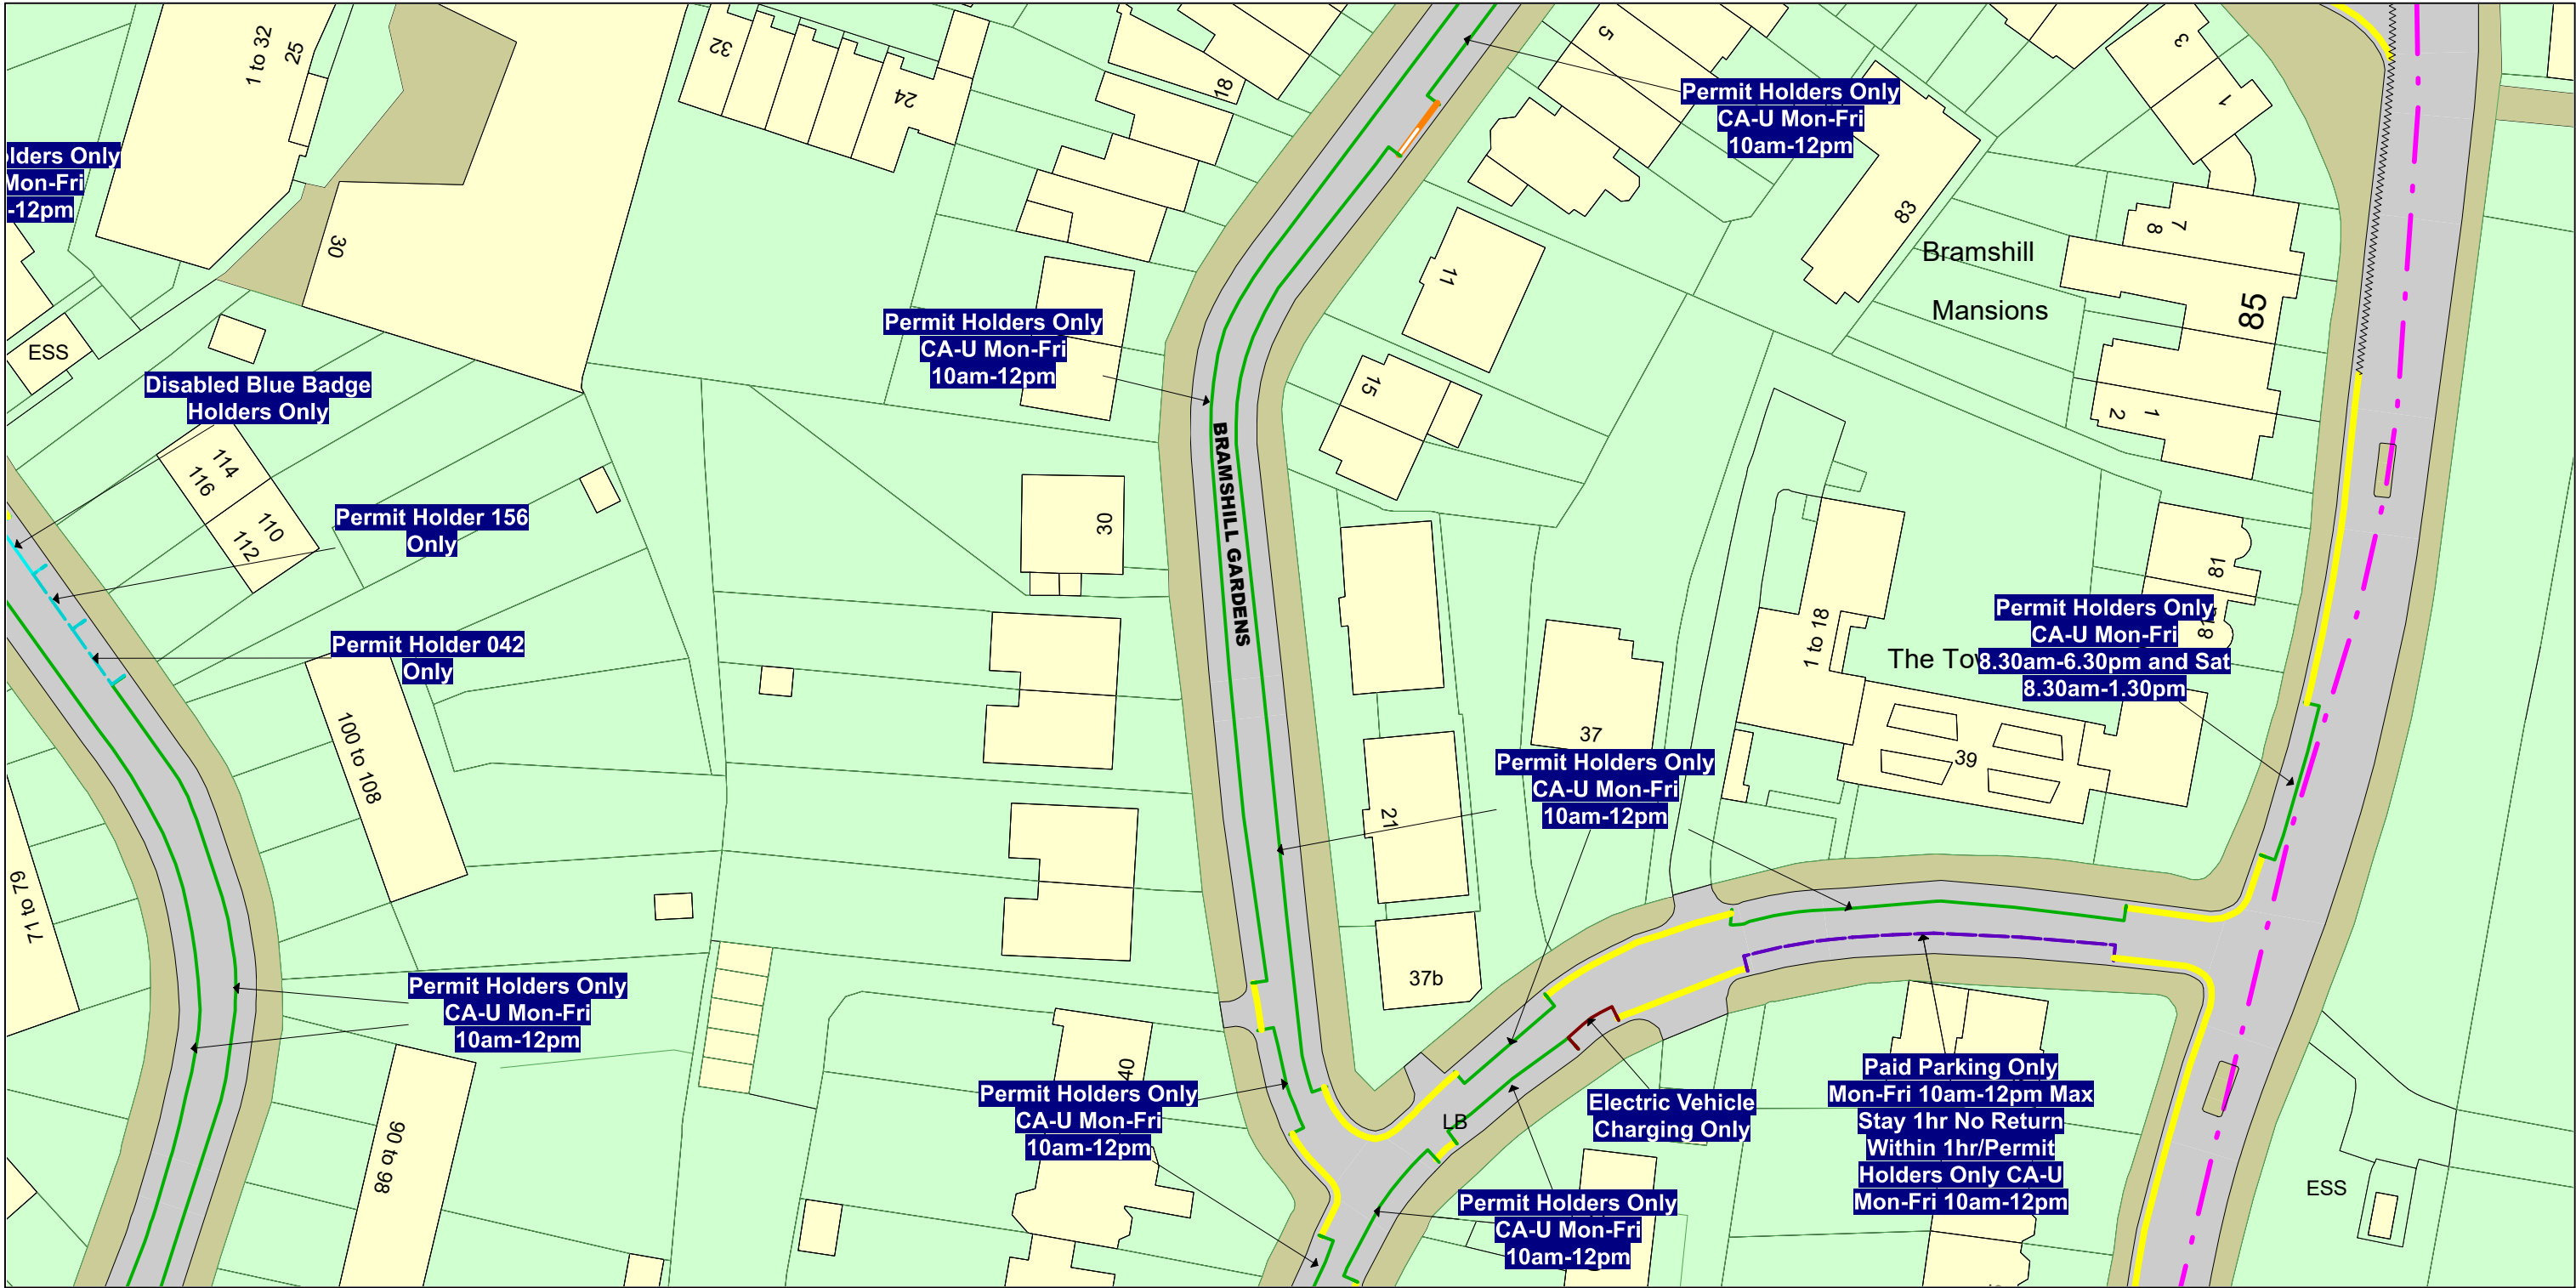 1 to 32
25
32
24
18
5
3
1
Permit Holders Only
CA-U Mon-Fri
10am-12pm
lders Only
Mon-Fri
-12pm
30
83
Bramshill
Mansions
7
8
85
1
2
11
15
Permit Holders Only
CA-U Mon-Fri
10am-12pm
ESS
Disabled Blue Badge
Holders Only
114
116
110
112
Permit Holder 156
Only
Permit Holder 042
Only
BRAMSHILL GARDENS
30
81
1 to 18
The Tow
Permit Holders Only
CA-U Mon-Fri
8.30am-6.30pm and Sat
8.30am-1.30pm
39
37
Permit Holders Only
CA-U Mon-Fri
10am-12pm
21
37b
100 to 108
71 to 79
Permit Holders Only
CA-U Mon-Fri
10am-12pm
90 to 98
40
Permit Holders Only
CA-U Mon-Fri
10am-12pm
LB
Electric Vehicle
Charging Only
Permit Holders Only
CA-U Mon-Fri
10am-12pm
Paid Parking Only
Mon-Fri 10am-12pm Max
Stay 1hr No Return
Within 1hr/Permit
Holders Only CA-U
Mon-Fri 10am-12pm
ESS